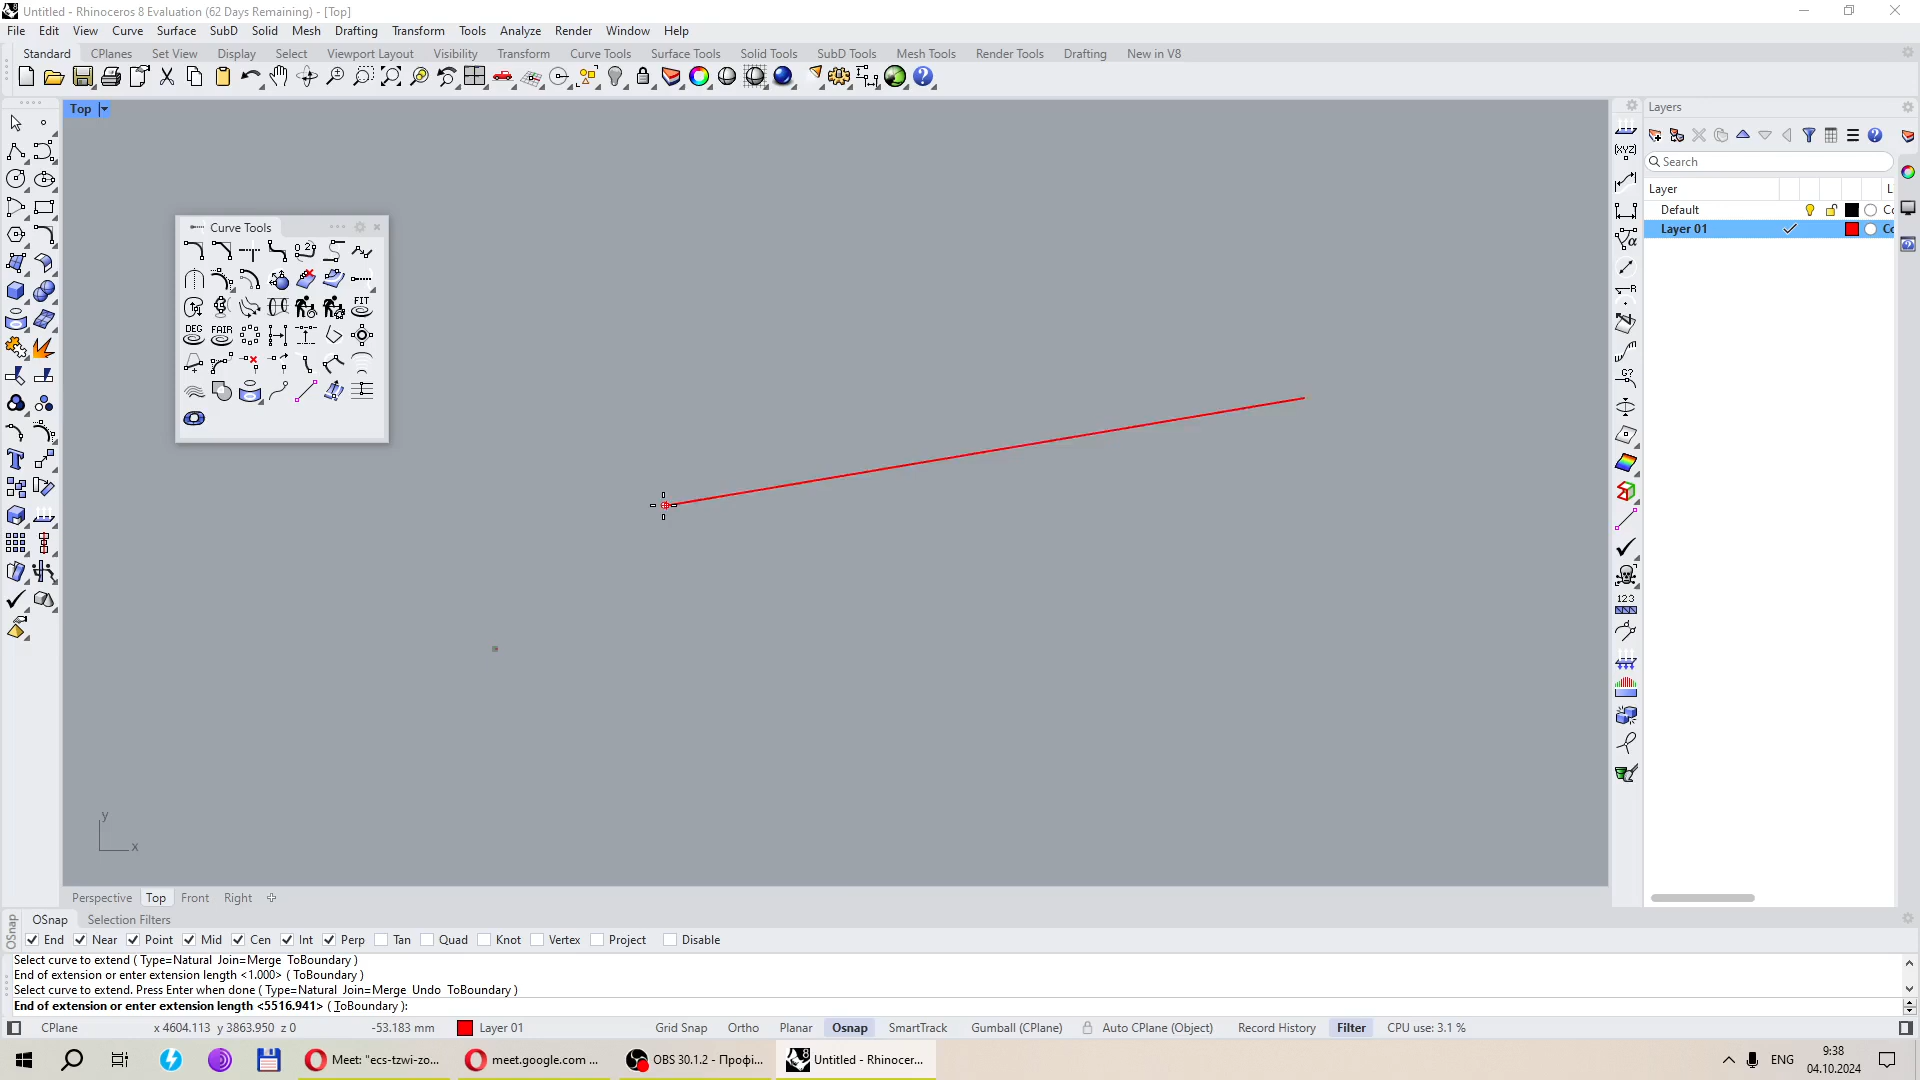 Untitled - Rhinoceros 8 Evaluation (62 Days Remaining) - [Top]
File Edit View Curve Surface SubD Solid Mesh Drafting Transform Tools Analyze Render Window Help
Standard CPlanes Set View Display Select Viewport Layout Visibility Transform Curve Tools Surface Tools Solid Tools SubD Tools Mesh Tools Render Tools Drafting New in V8
Top
Layers
Search
Layer L
Default Co
Layer 01 Co
Curve Tools
FIT
DEG FAIR
(XYZ)
R
G?
123
y
x
Perspective Top Front Right
OSnap
OSnap Selection Filters
End Near Point Mid Cen Int Perp Tan Quad Knot Vertex Project Disable
Select curve to extend ( Type=Natural Join=Merge ToBoundary )
End of extension or enter extension length <1.000> ( ToBoundary )
Select curve to extend. Press Enter when done ( Type=Natural Join=Merge Undo ToBoundary )
End of extension or enter extension length <5516.941> ( ToBoundary ):
CPlane x 4604.113 y 3863.950 z 0 -53.183 mm Layer 01 Grid Snap Ortho Planar Osnap SmartTrack Gumball (CPlane) Auto CPlane (Object) Record History Filter CPU use: 3.1 %
Meet: "ecs-tzwi-zo... meet.google.com ... OBS 30.1.2 - Профі... Untitled - Rhinocer... ENG 9:38
04.10.2024